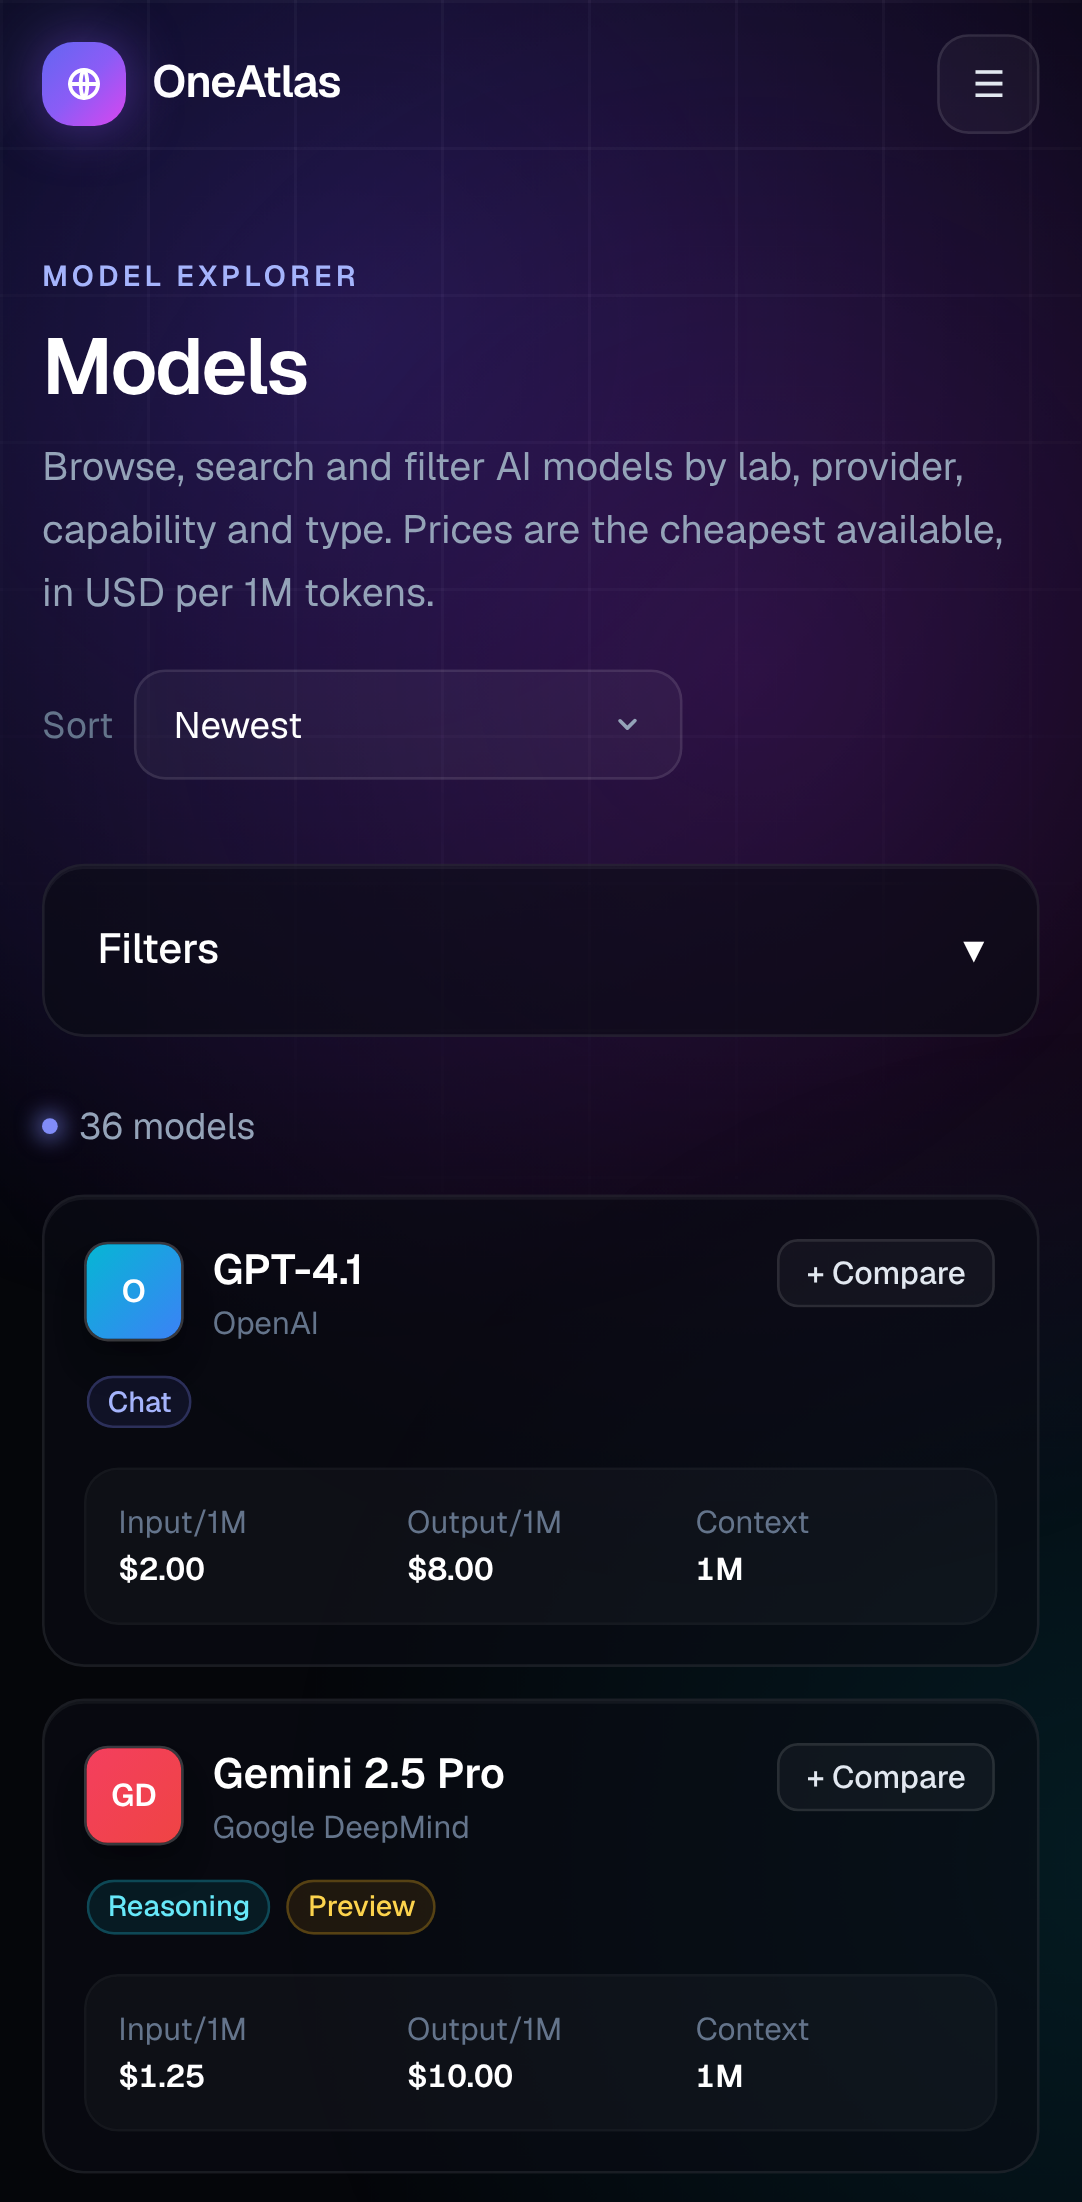 OneAtlas
☰
MODEL EXPLORER
Models
Browse, search and filter AI models by lab, provider,
capability and type. Prices are the cheapest available,
in USD per 1M tokens.
Sort Newest
Filters ▼
36 models
O GPT-4.1 + Compare
OpenAI
Chat
Input/1M Output/1M Context
$2.00 $8.00 1M
GD Gemini 2.5 Pro + Compare
Google DeepMind
Reasoning Preview
Input/1M Output/1M Context
$1.25 $10.00 1M